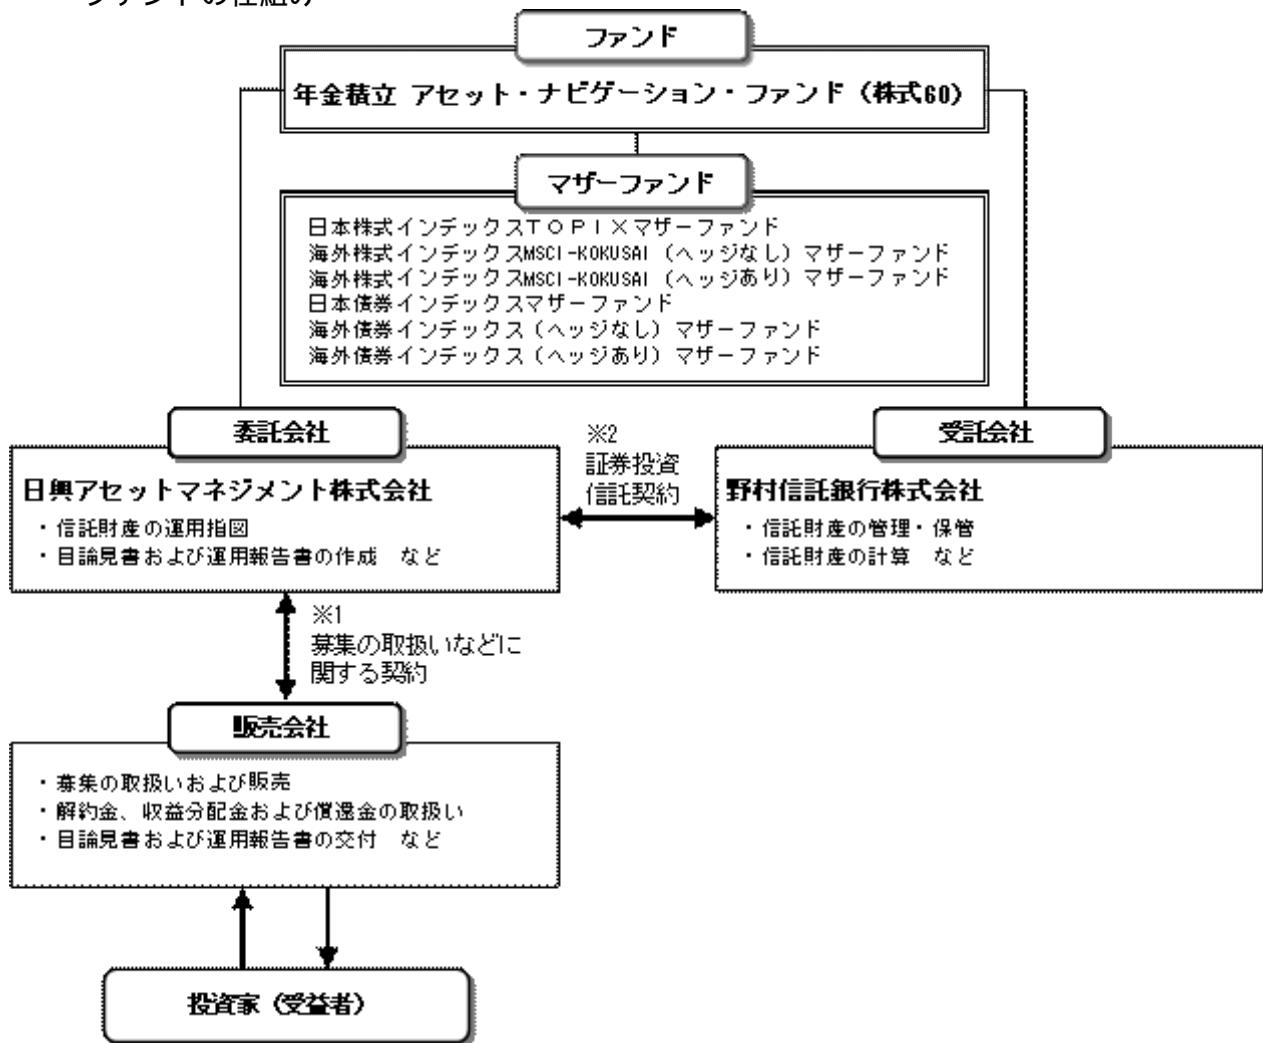 ファンドの仕組み
ファンド
年金積立 アセット・ナビゲーション・ファンド（株式60）
マザーファンド
日本株式インデックスＴＯＰＩＸマザーファンド
海外株式インデックスMSCI-KOKUSAI（ヘッジなし）マザーファンド
海外株式インデックスMSCI-KOKUSAI（ヘッジあり）マザーファンド
日本債券インデックスマザーファンド
海外債券インデックス（ヘッジなし）マザーファンド
海外債券インデックス（ヘッジあり）マザーファンド
委託会社
日興アセットマネジメント株式会社
・信託財産の運用指図
・目論見書および運用報告書の作成　など
※2
証券投資
信託契約
受託会社
野村信託銀行株式会社
・信託財産の管理・保管
・信託財産の計算　など
※1
募集の取扱いなどに
関する契約
販売会社
・募集の取扱いおよび販売
・解約金、収益分配金および償還金の取扱い
・目論見書および運用報告書の交付　など
投資家（受益者）